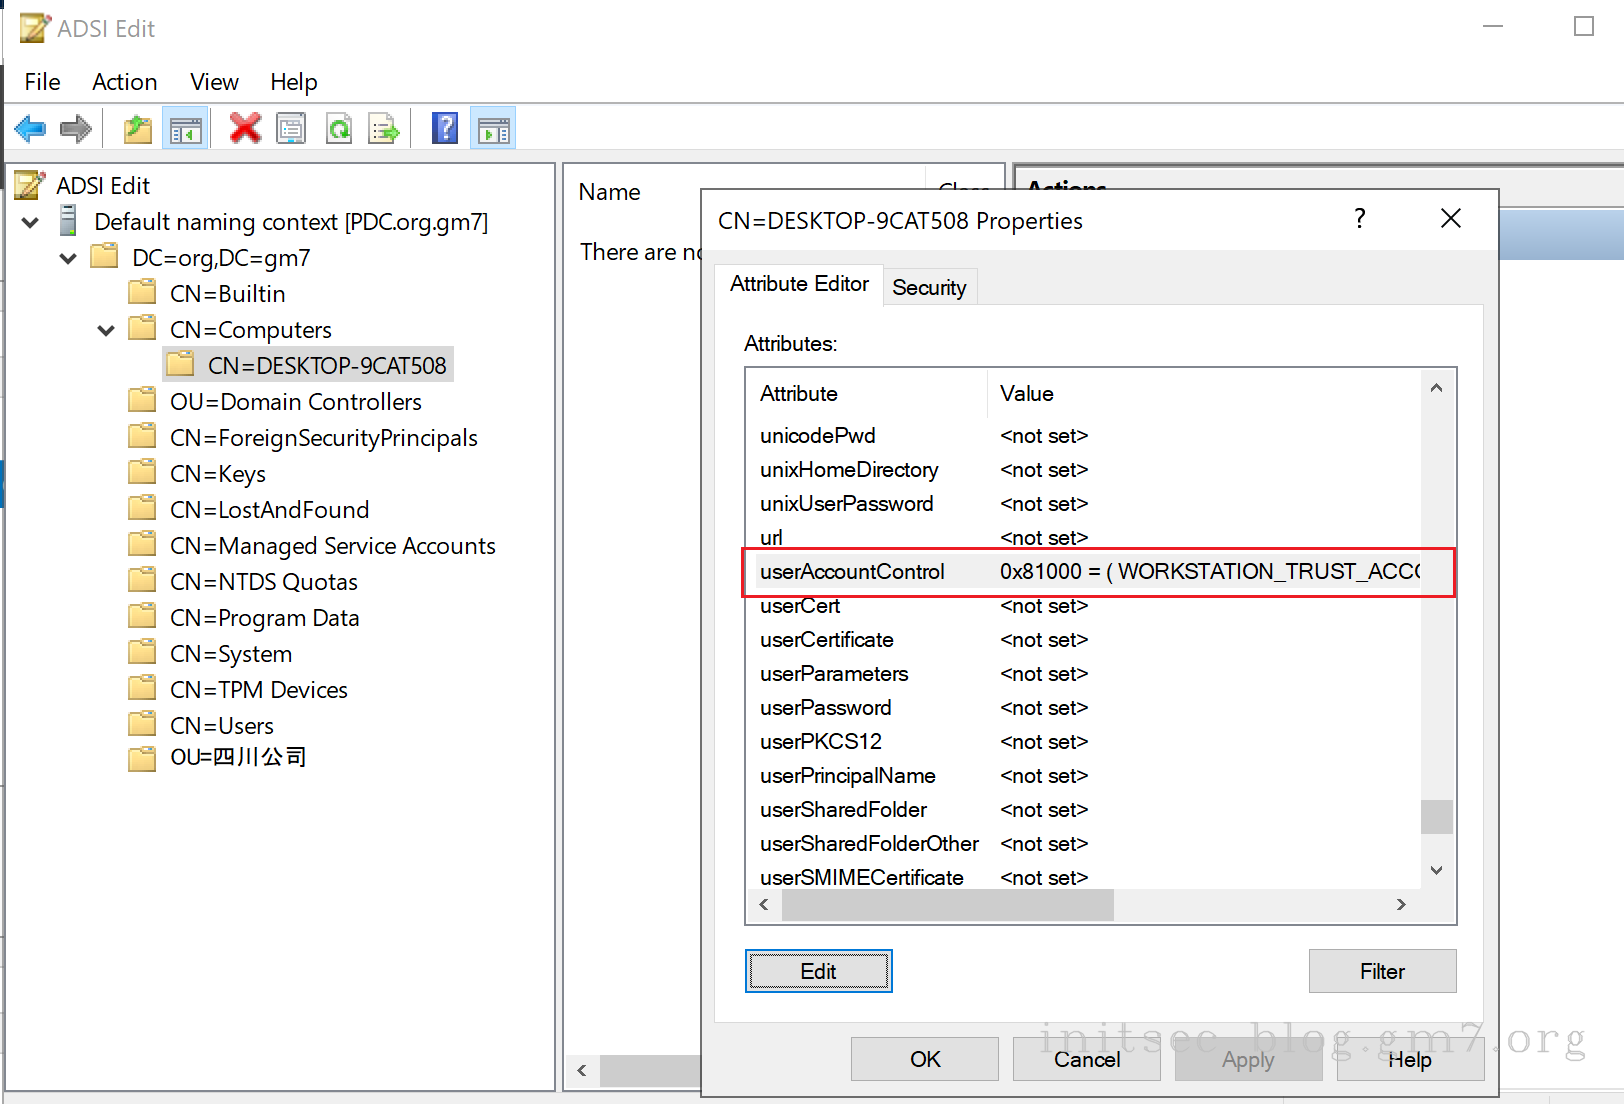 ADSI Edit
File Action View Help
ADSI Edit
Default naming context [PDC.org.gm7]
DC=org,DC=gm7
CN=Builtin
CN=Computers
CN=DESKTOP-9CAT508
OU=Domain Controllers
CN=ForeignSecurityPrincipals
CN=Keys
CN=LostAndFound
CN=Managed Service Accounts
CN=NTDS Quotas
CN=Program Data
CN=System
CN=TPM Devices
CN=Users
OU=四川公司
Name Class
There are no
Actions
CN=DESKTOP-9CAT508 Properties
Attribute Editor Security
Attributes:
Attribute Value
unicodePwd <not set>
unixHomeDirectory <not set>
unixUserPassword <not set>
url <not set>
userAccountControl 0x81000 = ( WORKSTATION_TRUST_ACCO
userCert <not set>
userCertificate <not set>
userParameters <not set>
userPassword <not set>
userPKCS12 <not set>
userPrincipalName <not set>
userSharedFolder <not set>
userSharedFolderOther <not set>
userSMIMECertificate <not set>
Edit Filter
OK Cancel Apply Help
initsec blog.gm7.org